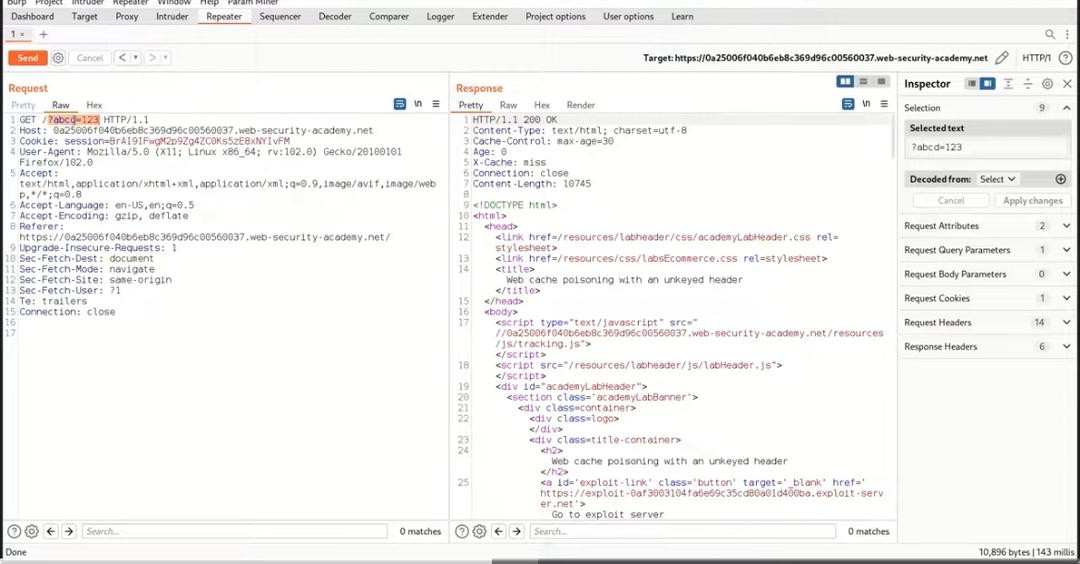 Burp Project Intruder Repeater Window Help Param Miner
Dashboard Target Proxy Intruder Repeater Sequencer Decoder Comparer Logger Extender Project options User options Learn
1 × +
Send Cancel < > Target: https://0a25006f040b6eb8c369d96c00560037.web-security-academy.net HTTP/1
Request
Pretty Raw Hex \n
1 GET /?abcd=123 HTTP/1.1
2 Host: 0a25006f040b6eb8c369d96c00560037.web-security-academy.net
3 Cookie: session=BrAI9IFwgM2p9Zg4ZC0Ks5zEBxNYIvFM
4 User-Agent: Mozilla/5.0 (X11; Linux x86_64; rv:102.0) Gecko/20100101
Firefox/102.0
5 Accept:
text/html,application/xhtml+xml,application/xml;q=0.9,image/avif,image/web
p,*/*;q=0.8
6 Accept-Language: en-US,en;q=0.5
7 Accept-Encoding: gzip, deflate
8 Referer:
https://0a25006f040b6eb8c369d96c00560037.web-security-academy.net/
9 Upgrade-Insecure-Requests: 1
10 Sec-Fetch-Dest: document
11 Sec-Fetch-Mode: navigate
12 Sec-Fetch-Site: same-origin
13 Sec-Fetch-User: ?1
14 Te: trailers
15 Connection: close
16
17
Search... 0 matches
Response
Pretty Raw Hex Render \n
1 HTTP/1.1 200 OK
2 Content-Type: text/html; charset=utf-8
3 Cache-Control: max-age=30
4 Age: 0
5 X-Cache: miss
6 Connection: close
7 Content-Length: 10745
8
9 <!DOCTYPE html>
10 <html>
11 <head>
12 <link href=/resources/labheader/css/academyLabHeader.css rel=
stylesheet>
13 <link href=/resources/css/labsEcommerce.css rel=stylesheet>
14 <title>
Web cache poisoning with an unkeyed header
</title>
15 </head>
16 <body>
17 <script type="text/javascript" src="
//0a25006f040b6eb8c369d96c00560037.web-security-academy.net/resources
/js/tracking.js">
</script>
18 <script src="/resources/labheader/js/labHeader.js">
</script>
19 <div id="academyLabHeader">
20 <section class='academyLabBanner'>
21 <div class=container>
22 <div class=logo>
</div>
23 <div class=title-container>
24 <h2>
Web cache poisoning with an unkeyed header
</h2>
25 <a id='exploit-link' class='button' target='_blank' href='
https://exploit-0af3003104fa6e69c35cd80a01d400ba.exploit-serv
er.net'>
Go to exploit server
Search... 0 matches
Inspector
Selection 9
Selected text
?abcd=123
Decoded from: Select
Cancel Apply changes
Request Attributes 2
Request Query Parameters 1
Request Body Parameters 0
Request Cookies 1
Request Headers 14
Response Headers 6
Done 10,896 bytes | 143 millis